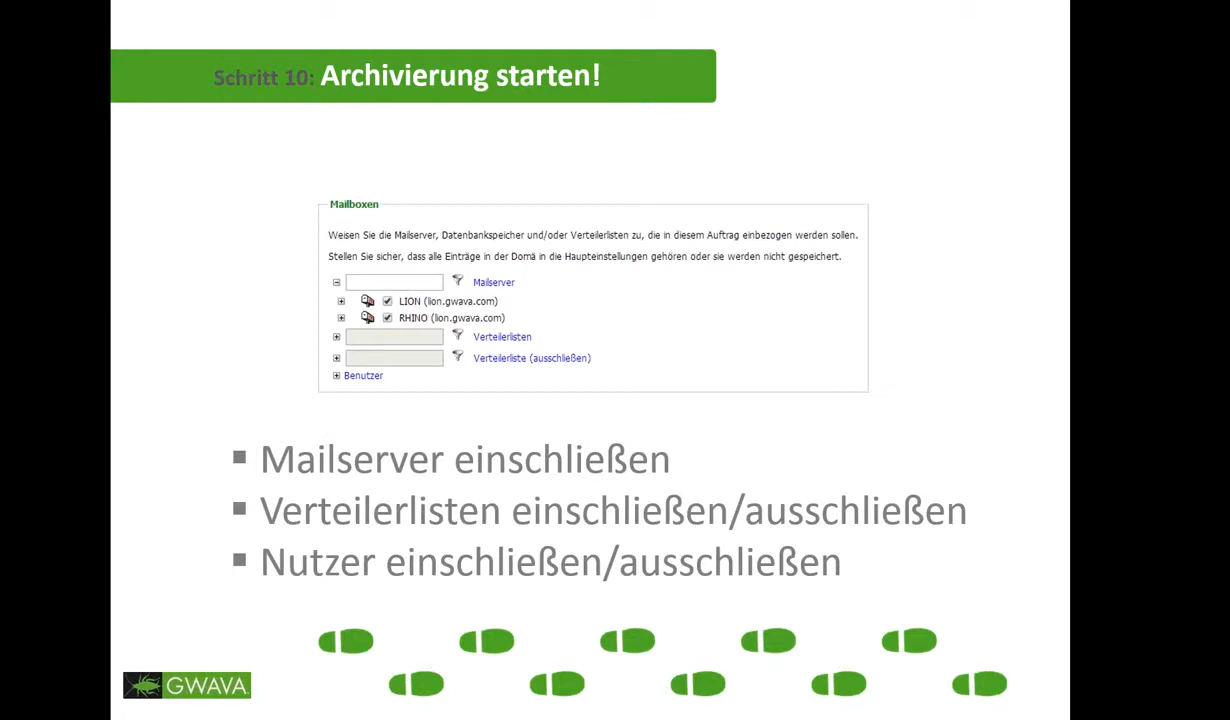 Schritt 10: Archivierung starten!
Mailboxen
Weisen Sie die Mailserver, Datenbankspeicher und/oder Verteilerlisten zu, die in diesem Auftrag einbezogen werden sollen.
Stellen Sie sicher, dass alle Einträge in der Domä in die Haupteinstellungen gehören oder sie werden nicht gespeichert.
Mailserver
LION (lion.gwava.com)
RHINO (lion.gwava.com)
Verteilerlisten
Verteilerliste (ausschließen)
Benutzer
Mailserver einschließen
Verteilerlisten einschließen/ausschließen
Nutzer einschließen/ausschließen
GWAVA